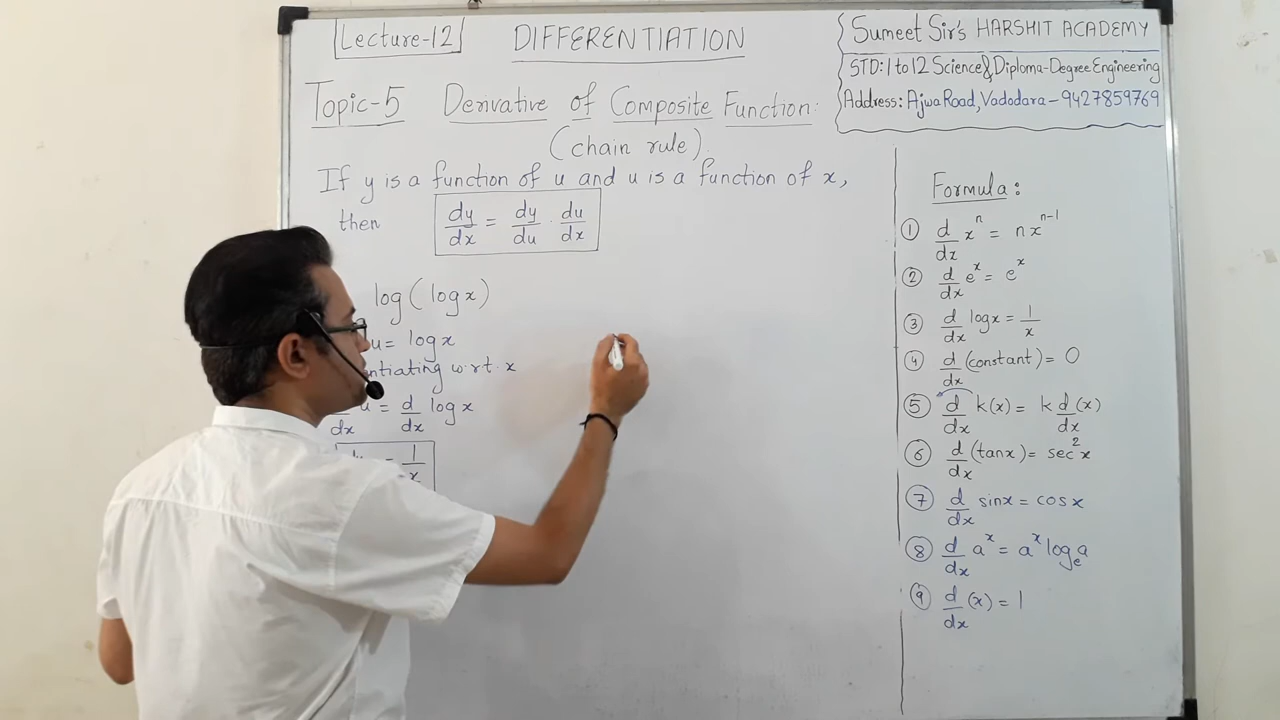 Lecture-12
DIFFERENTIATION
Sumeet Sir's HARSHIT ACADEMY
STD: 1 to 12 Science & Diploma-Degree Engineering
Address: Ajwa Road, Vadodara - 9427859769
Topic-5 Derivative of Composite Function:
(chain rule).
If y is a function of u and u is a function of x,
then dy/dx = dy/du · du/dx
log(log x)
u = log x
w.r.t. x
u = d/dx log x
dx
= 1/x
Formula:
① d/dx x^n = nx^(n-1)
② d/dx e^x = e^x
③ d/dx log x = 1/x
④ d/dx (constant) = 0
⑤ d/dx k(x) = k d/dx (x)
⑥ d/dx (tan x) = sec^2 x
⑦ d/dx sin x = cos x
⑧ d/dx a^x = a^x log_e a
⑨ d/dx (x) = 1